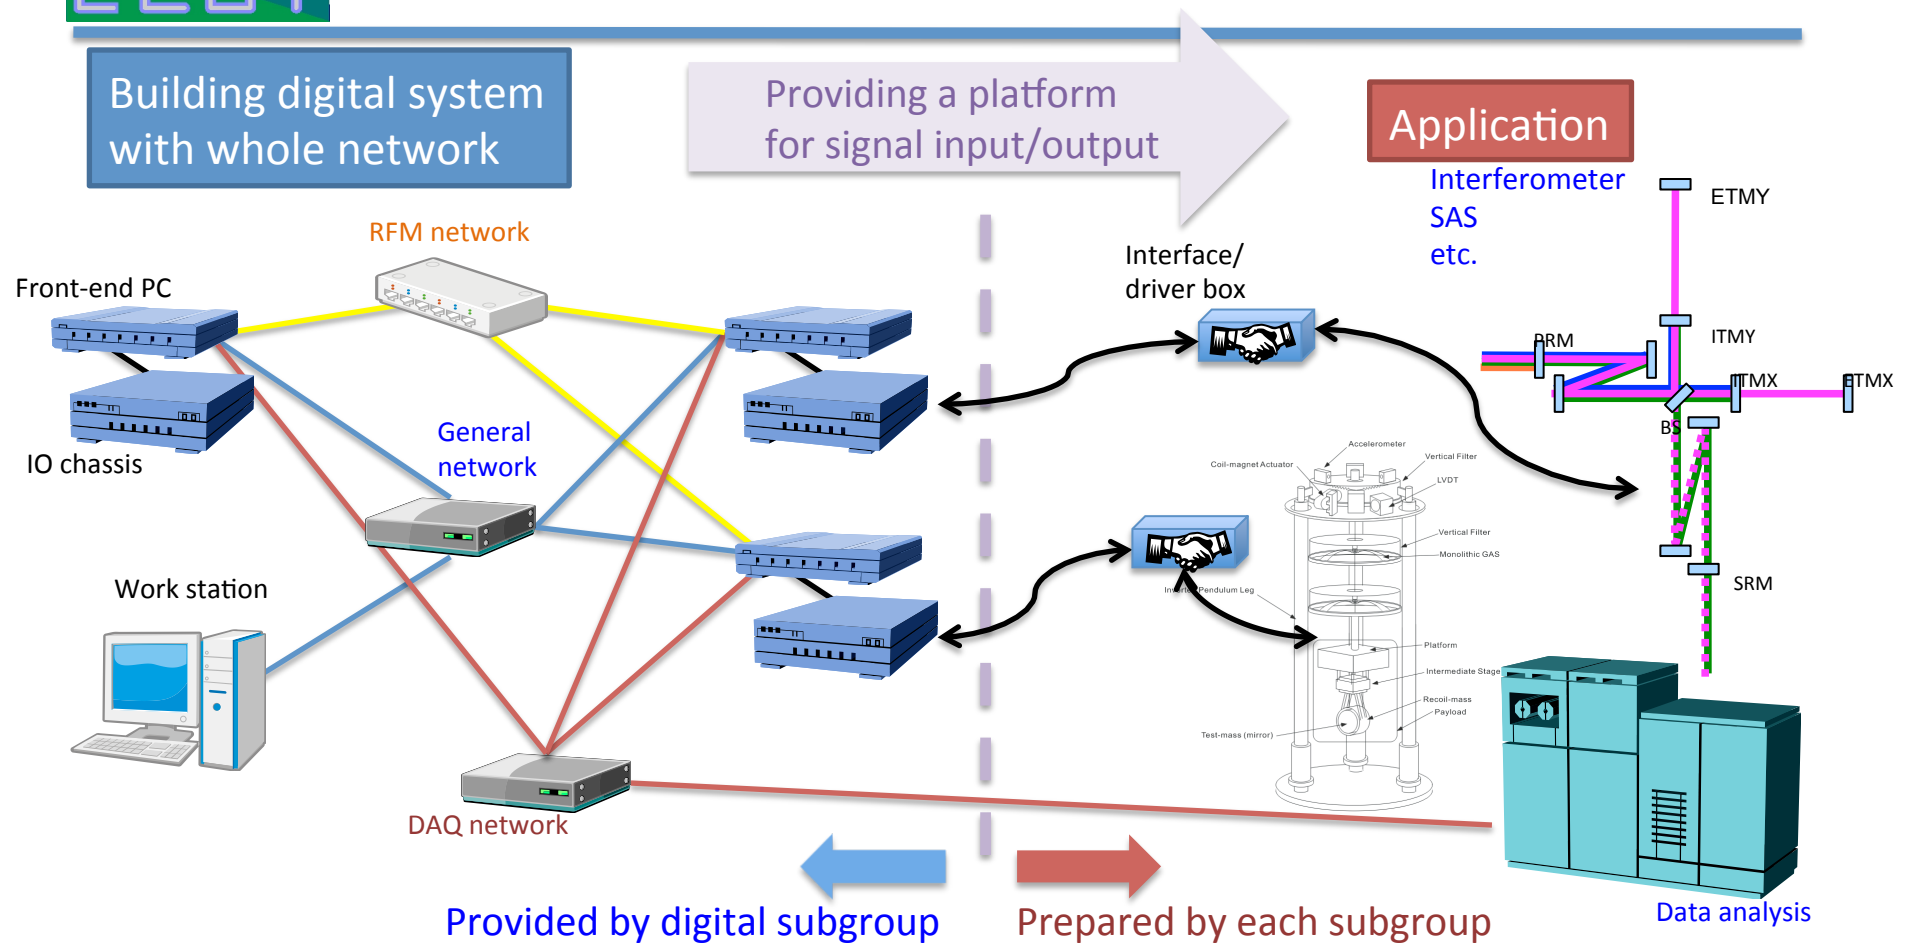 Building digital system
with whole network
Providing a platform
for signal input/output
Application
Interferometer
SAS
etc.
ETMY
RFM network
Interface/
driver box
Front-end PC
ITMY
PRM
ITMX
ETMX
BS
General
network
IO chassis
Accelerometer
Coil-magnet Actuator
Vertical Filter
LVDT
Vertical Filter
Monolithic GAS
Work station
Pendulum Leg
SRM
Platform
Intermediate Stage
Recoil-mass
Payload
Test-mass (mirror)
DAQ network
Provided by digital subgroup
Prepared by each subgroup
Data analysis